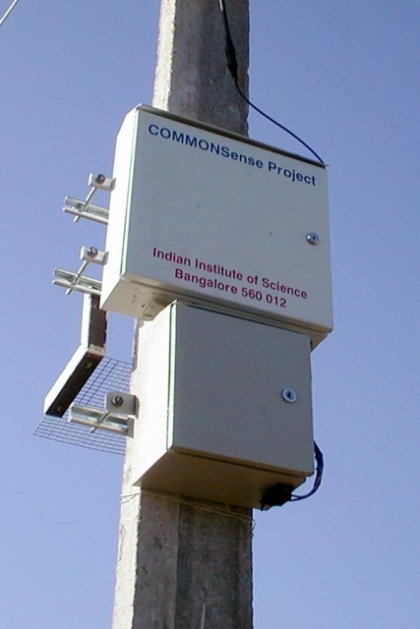 COMMONSense Project
Indian Institute of Science
Bangalore 560 012